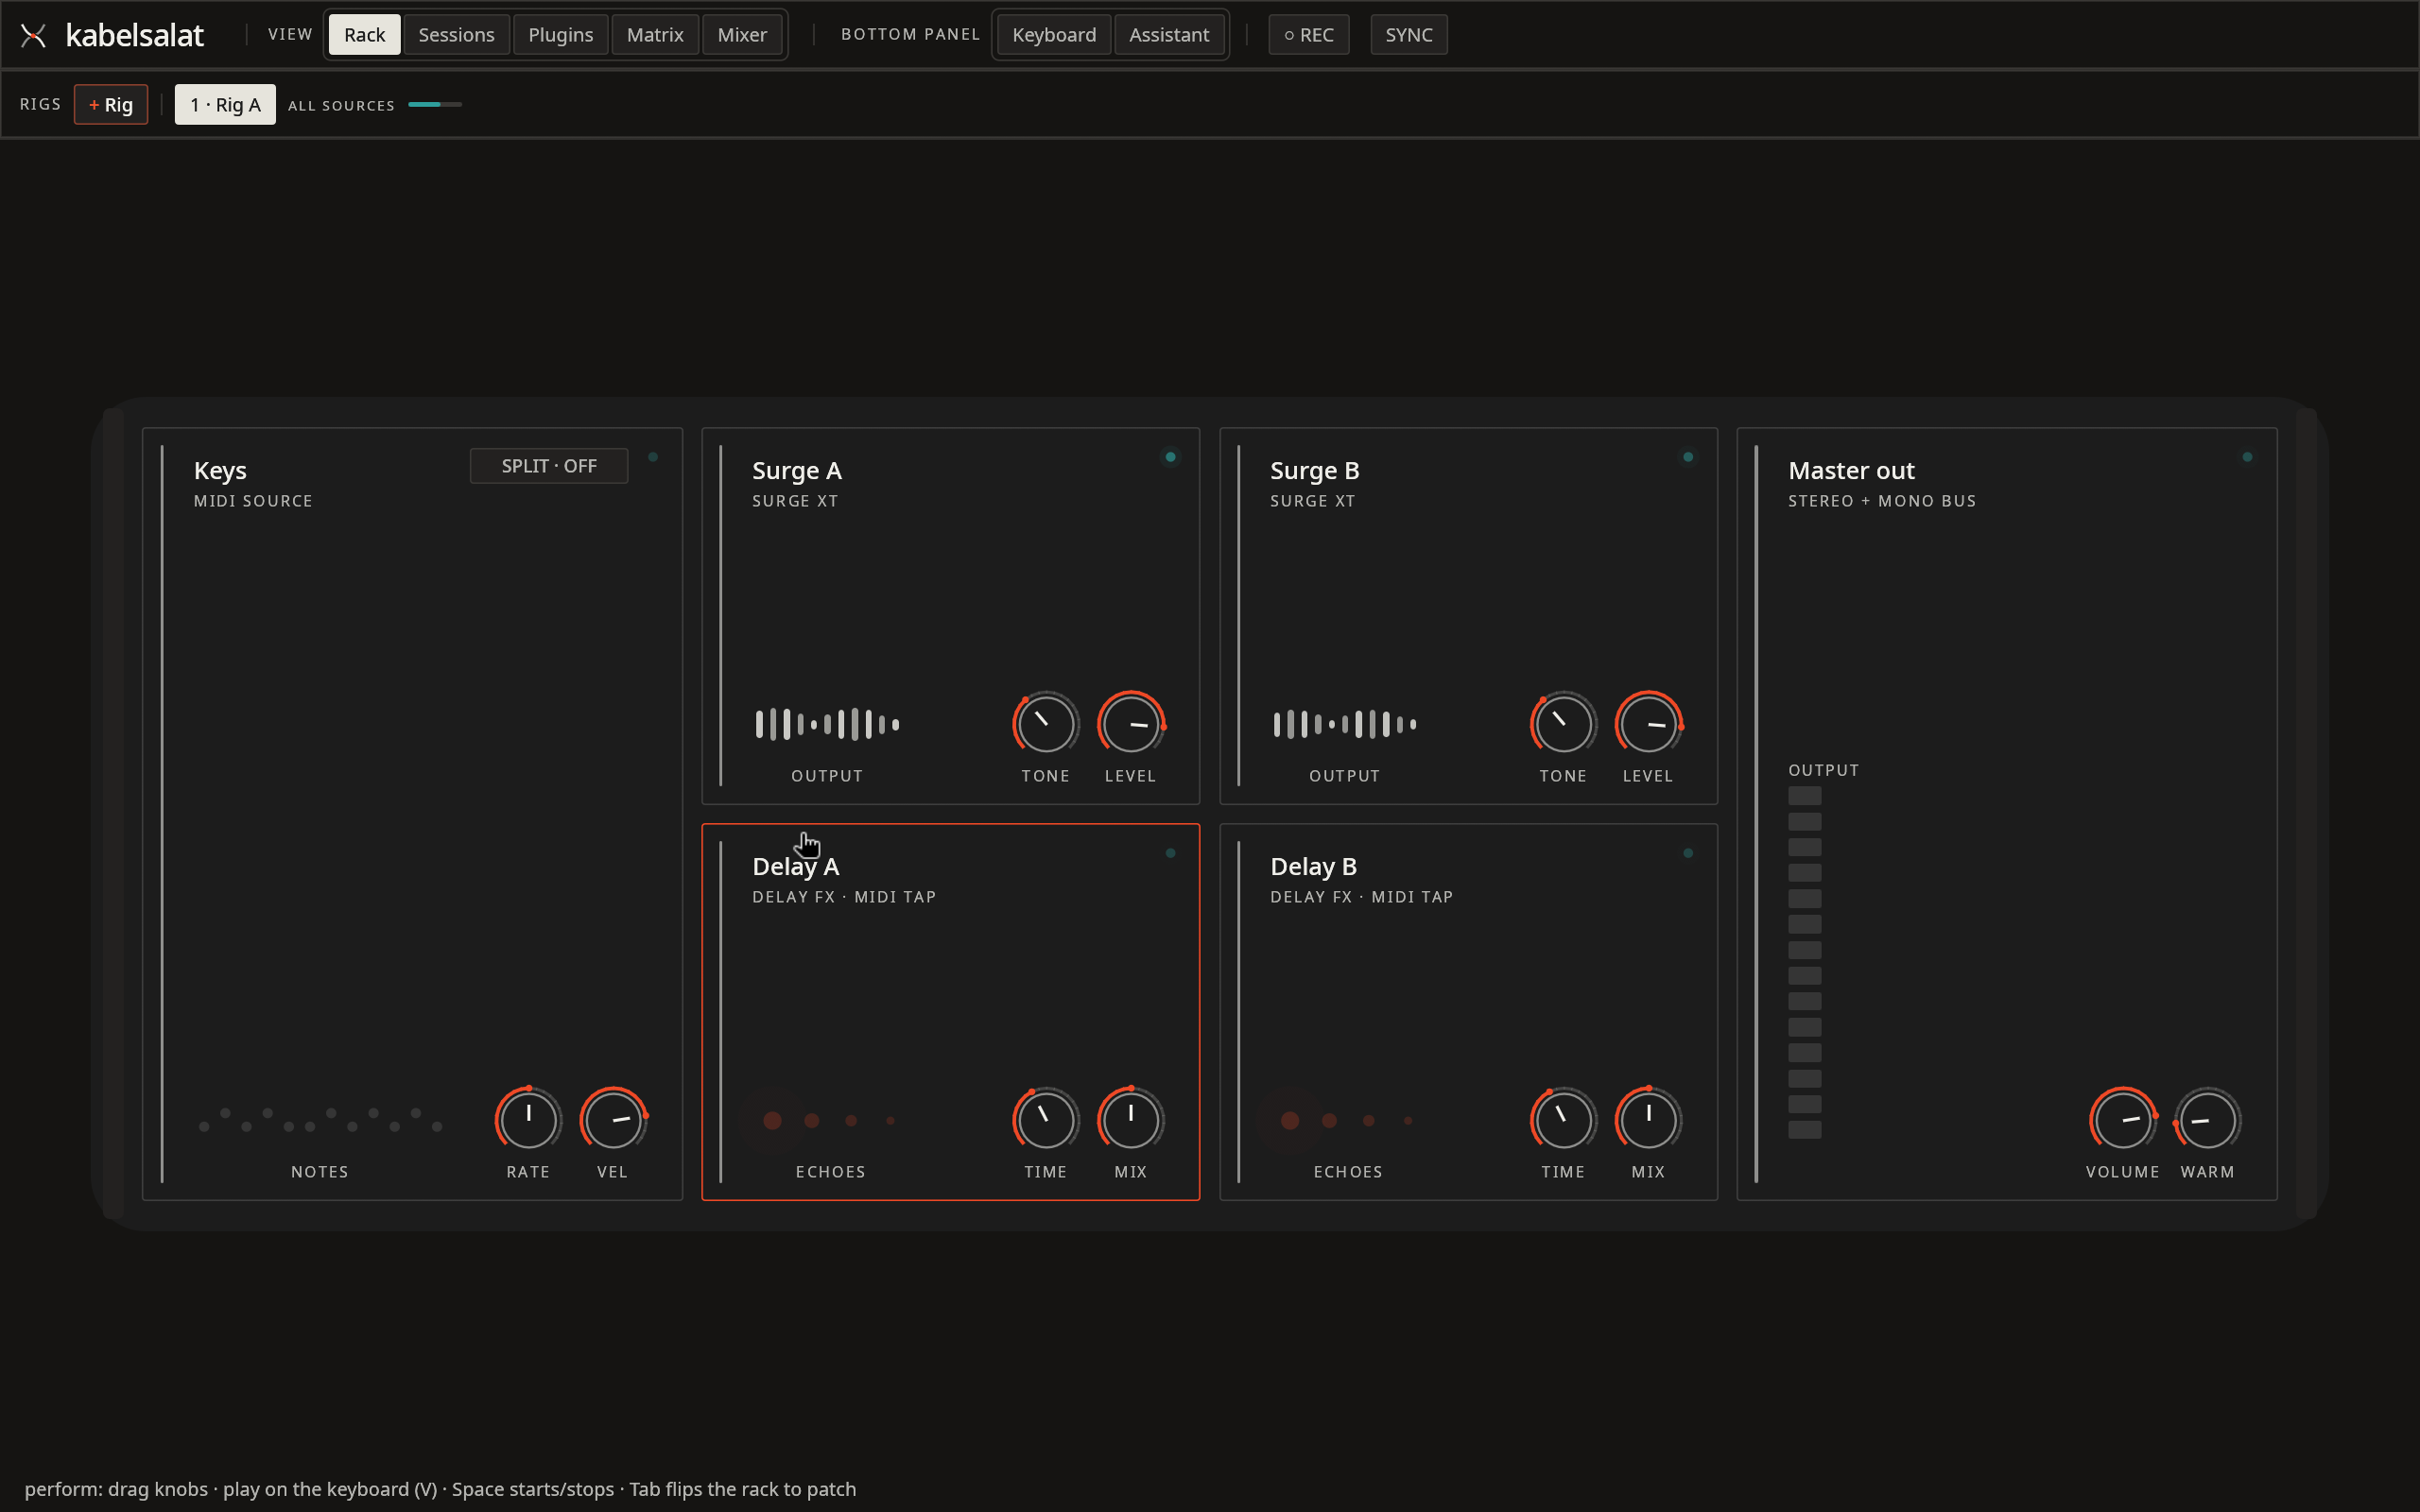 kabelsalat VIEW Rack Sessions Plugins Matrix Mixer BOTTOM PANEL Keyboard Assistant ○ REC SYNC
RIGS + Rig 1 · Rig A ALL SOURCES
Keys SPLIT · OFF
MIDI SOURCE
NOTES RATE VEL
Surge A
SURGE XT
OUTPUT TONE LEVEL
Surge B
SURGE XT
OUTPUT TONE LEVEL
Delay A
DELAY FX · MIDI TAP
ECHOES TIME MIX
Delay B
DELAY FX · MIDI TAP
ECHOES TIME MIX
Master out
STEREO + MONO BUS
OUTPUT
VOLUME WARM
perform: drag knobs · play on the keyboard (V) · Space starts/stops · Tab flips the rack to patch